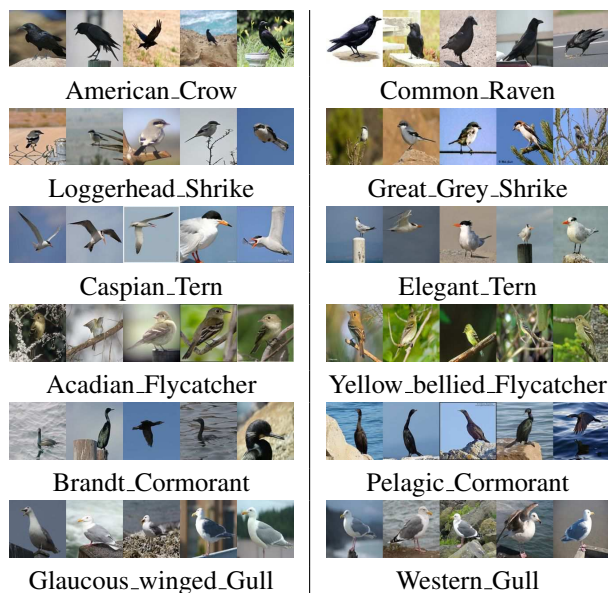 American_Crow Common_Raven
Loggerhead_Shrike Great_Grey_Shrike
Caspian_Tern Elegant_Tern
Acadian_Flycatcher Yellow_bellied_Flycatcher
Brandt_Cormorant Pelagic_Cormorant
Glaucous_winged_Gull Western_Gull